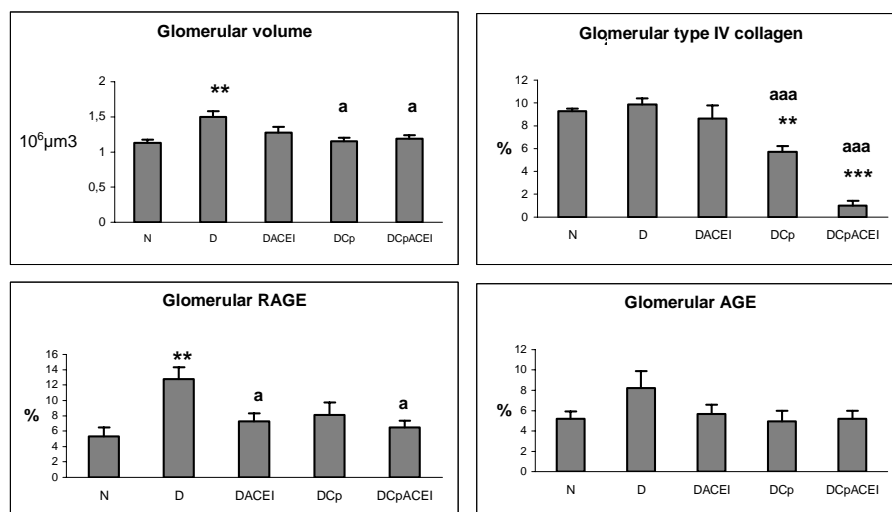 Glomerular volume
2
1,5
1
0,5
0
10⁶µm3
**
a
a
N D DACEI DCp DCpACEI
Glomerular type IV collagen
12
10
8
6
4
2
0
%
aaa
**
aaa
***
N D DACEI DCp DCpACEI
Glomerular RAGE
16
14
12
10
8
6
4
2
0
%
**
a
a
N D DACEI DCp DCpACEI
Glomerular AGE
12
10
8
6
4
2
0
%
N D DACEI DCp DCpACEI